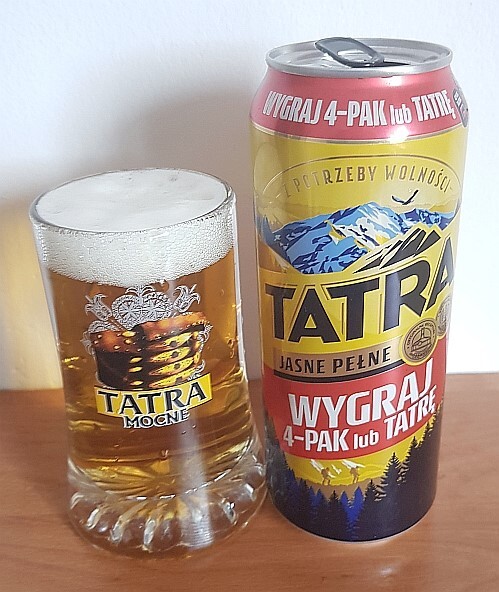 WYGRAJ 4-PAK lub TATRĘ
Z POTRZEBY WOLNOŚCI
TATRA
JASNE PEŁNE
WYGRAJ
4-PAK lub TATRĘ
TATRA
MOCNE